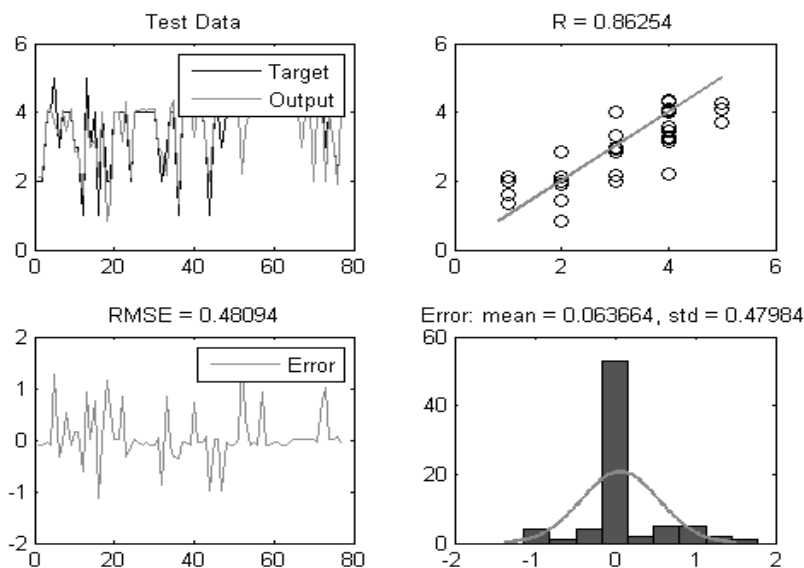 Test Data
R = 0.86254
6
4
2
0
Target
Output
0 20 40 60 80
6
4
2
0
0 2 4 6
RMSE = 0.48094
Error: mean = 0.063664, std = 0.47984
2
1
0
-1
-2
Error
0 20 40 60 80
60
40
20
0
-2 -1 0 1 2